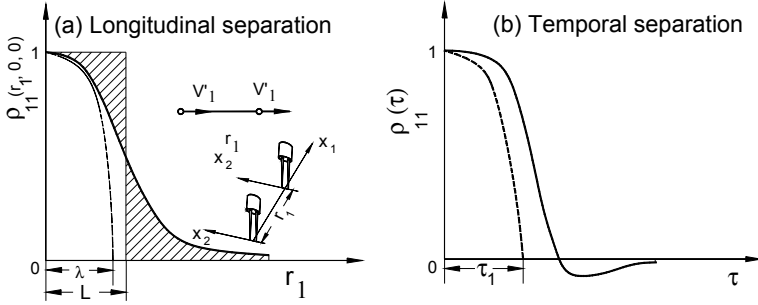 (a) Longitudinal separation
ρ11(r1, 0, 0)
1
0
V'1 V'1
r1
x2
x1
r1
x2
λ
L
r1
(b) Temporal separation
ρ11(τ)
1
0
τ1
τ